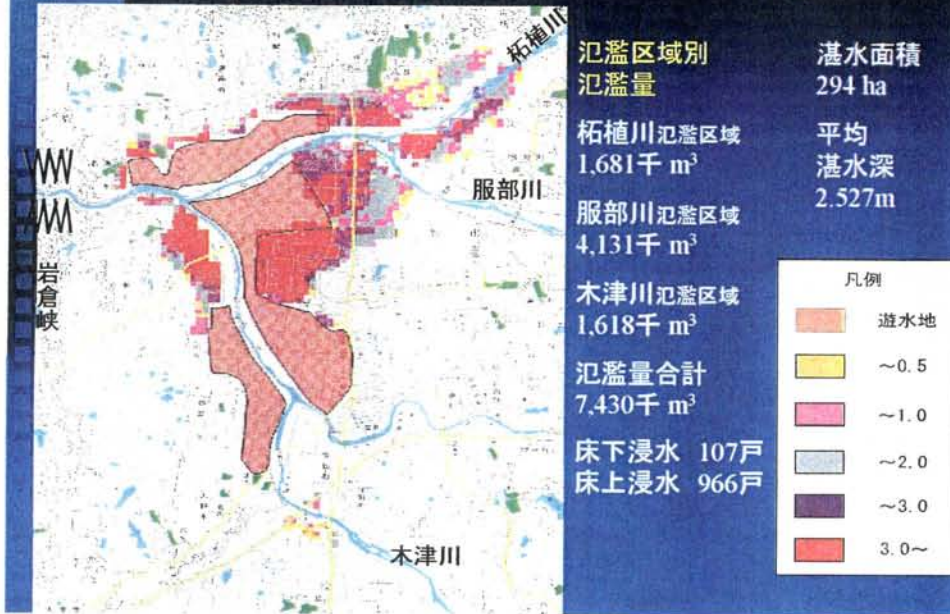 柘植川
服部川
岩倉峡
木津川
氾濫区域別
氾濫量
柘植川氾濫区域
1,681千 m³
服部川氾濫区域
4,131千 m³
木津川氾濫区域
1,618千 m³
氾濫量合計
7,430千 m³
床下浸水 107戸
床上浸水 966戸
湛水面積
294 ha
平均
湛水深
2.527m
凡例
遊水地
～0.5
～1.0
～2.0
～3.0
3.0～